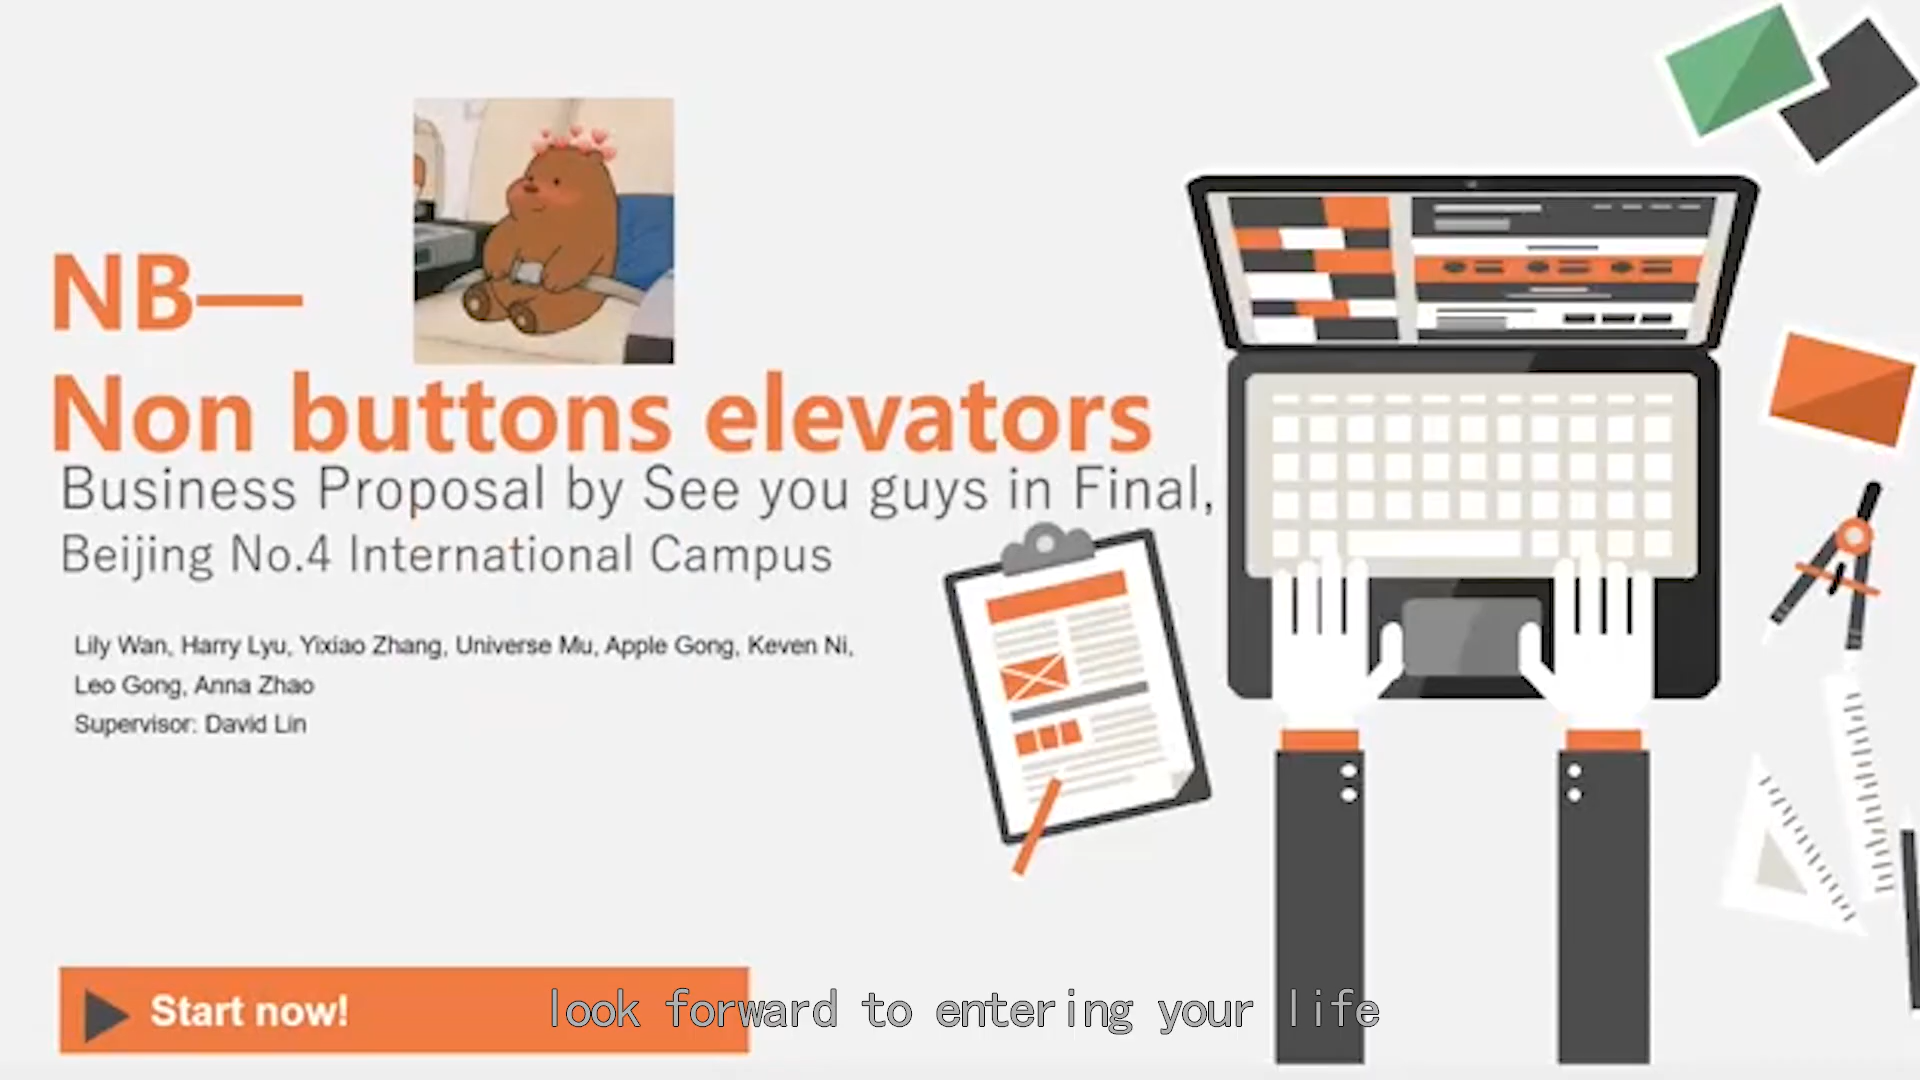 NB—
Non buttons elevators
Business Proposal by See you guys in Final,
Beijing No.4 International Campus
Lily Wan, Harry Lyu, Yixiao Zhang, Universe Mu, Apple Gong, Keven Ni,
Leo Gong, Anna Zhao
Supervisor: David Lin
Start now!
look forward to entering your life